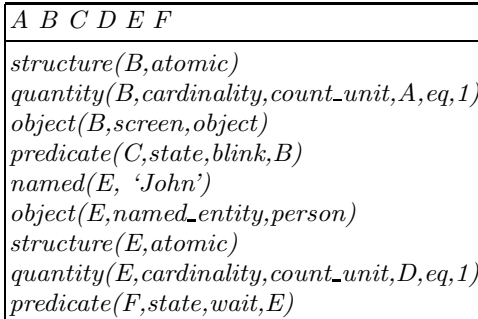 A B C D E F
structure(B,atomic)
quantity(B,cardinality,count_unit,A,eq,1)
object(B,screen,object)
predicate(C,state,blink,B)
named(E, ‘John’)
object(E,named_entity,person)
structure(E,atomic)
quantity(E,cardinality,count_unit,D,eq,1)
predicate(F,state,wait,E)